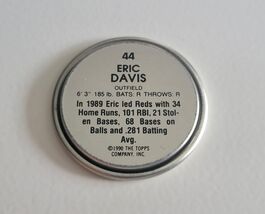 44
ERIC
DAVIS
OUTFIELD
6' 3" 185 lb. BATS: R THROWS: R
In 1989 Eric led Reds with 34
Home Runs, 101 RBI, 21 Stol-
en Bases, 68 Bases on
Balls and .281 Batting
Avg.
©1990 THE TOPPS
COMPANY, INC.